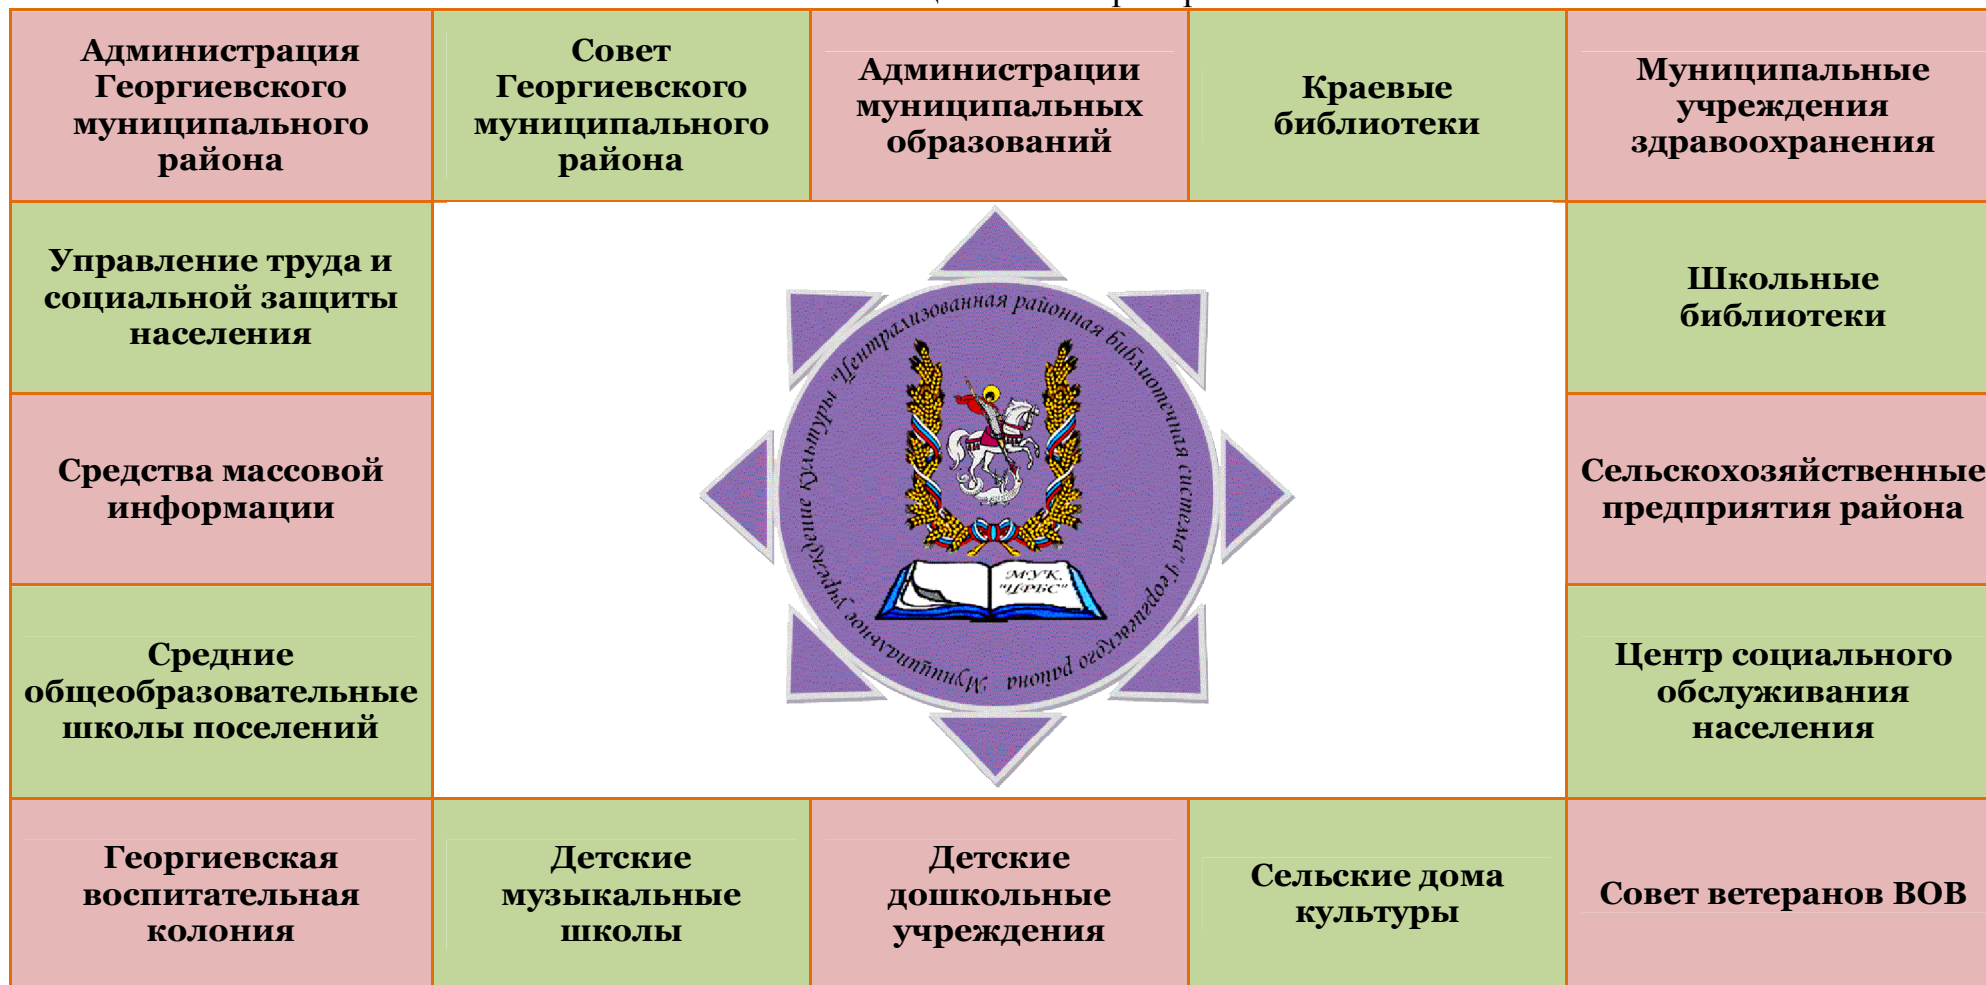 Администрация
Георгиевского
муниципального
района
Совет
Георгиевского
муниципального
района
Администрации
муниципальных
образований
Краевые
библиотеки
Муниципальные
учреждения
здравоохранения
Управление труда и
социальной защиты
населения
Школьные
библиотеки
Средства массовой
информации
Сельскохозяйственные
предприятия района
Средние
общеобразовательные
школы поселений
Центр социального
обслуживания
населения
Муниципальное учреждение культуры "Централизованная районная библиотечная система" Георгиевского района
МУК
"ЦРБС"
Георгиевская
воспитательная
колония
Детские
музыкальные
школы
Детские
дошкольные
учреждения
Сельские дома
культуры
Совет ветеранов ВОВ